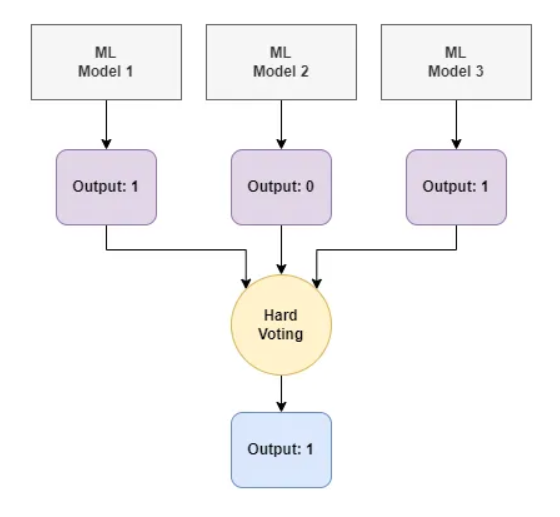 ML
Model 1
ML
Model 2
ML
Model 3
Output: 1
Output: 0
Output: 1
Hard
Voting
Output: 1